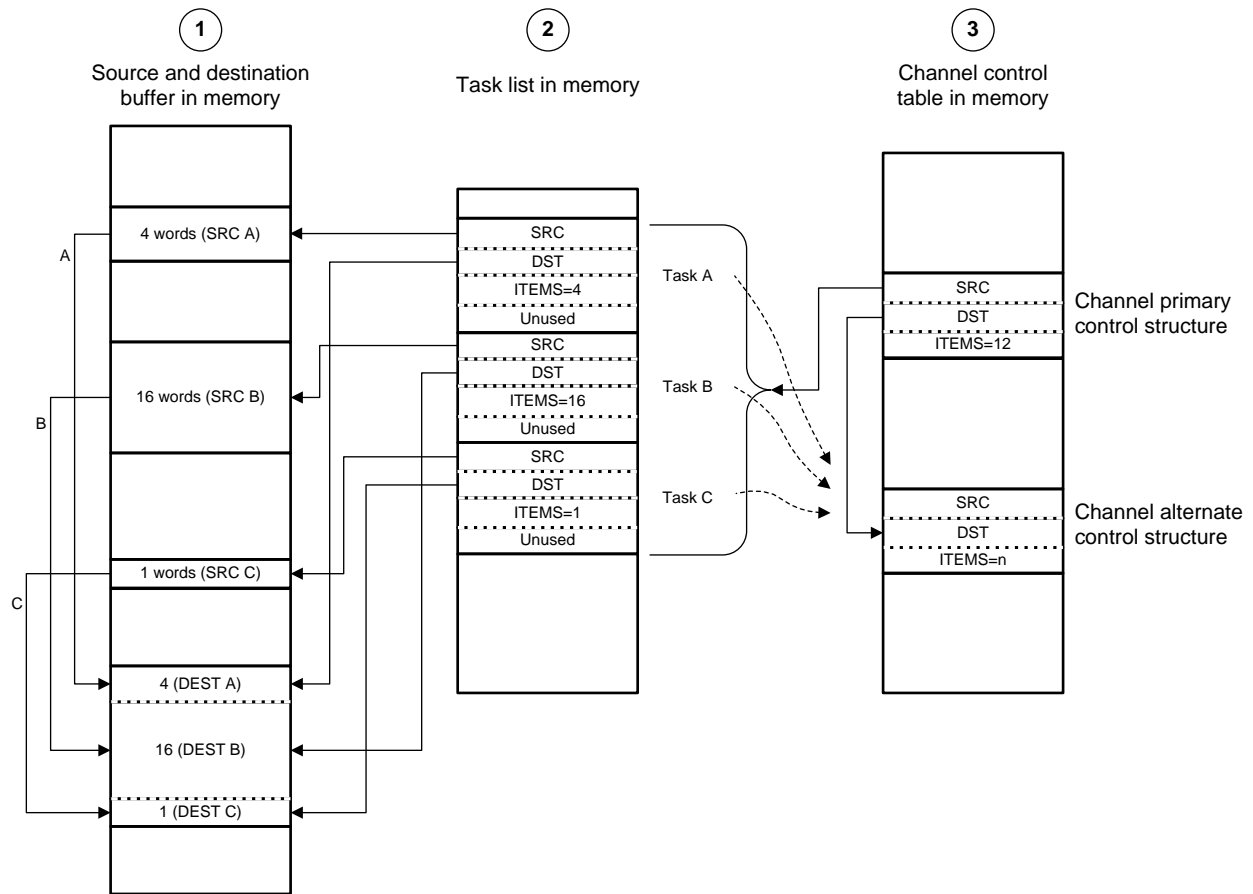 1
Source and destination
buffer in memory
4 words (SRC A)
16 words (SRC B)
1 words (SRC C)
4 (DEST A)
16 (DEST B)
1 (DEST C)
A
B
C
2
Task list in memory
SRC
DST
ITEMS=4
Unused
SRC
DST
ITEMS=16
Unused
SRC
DST
ITEMS=1
Unused
Task A
Task B
Task C
3
Channel control
table in memory
SRC
DST
ITEMS=12
Channel primary
control structure
SRC
DST
ITEMS=n
Channel alternate
control structure